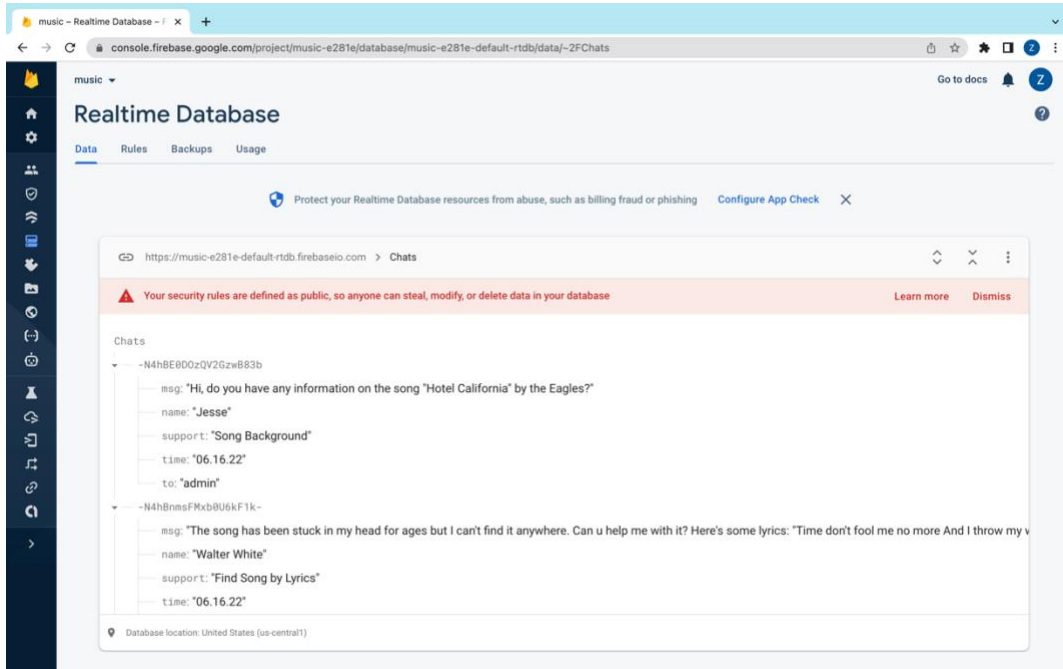 music – Realtime Database – F
console.firebase.google.com/project/music-e281e/database/music-e281e-default-rtdb/data/~2FChats
Z
music
Go to docs
Z
Realtime Database
Data Rules Backups Usage
Protect your Realtime Database resources from abuse, such as billing fraud or phishing Configure App Check
https://music-e281e-default-rtdb.firebaseio.com > Chats
Your security rules are defined as public, so anyone can steal, modify, or delete data in your database Learn more Dismiss
Chats
-N4hBE0DOzQV2GzwB83b
msg: "Hi, do you have any information on the song "Hotel California" by the Eagles?"
name: "Jesse"
support: "Song Background"
time: "06.16.22"
to: "admin"
-N4hBnmsFMxb0U6kF1k-
msg: "The song has been stuck in my head for ages but I can't find it anywhere. Can u help me with it? Here's some lyrics: "Time don't fool me no more And I throw my
name: "Walter White"
support: "Find Song by Lyrics"
time: "06.16.22"
Database location: United States (us-central1)